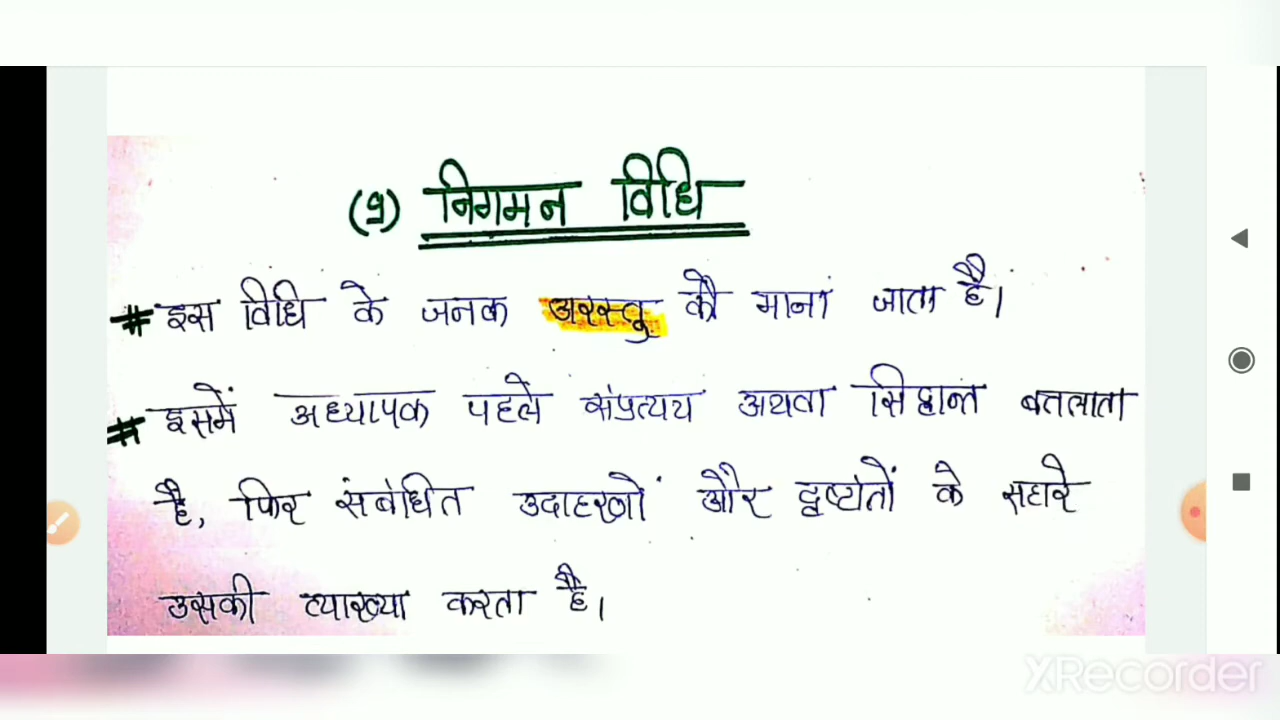 (9) निगमन विधि
# इस विधि के जनक अरस्तु को माना जाता है।
# इसमें अध्यापक पहले संप्रत्यय अथवा सिद्धान्त बतलाता
है, फिर संबंधित उदाहरणों और दृष्टांतों के सहारे
उसकी व्याख्या करता है।
XRecorder